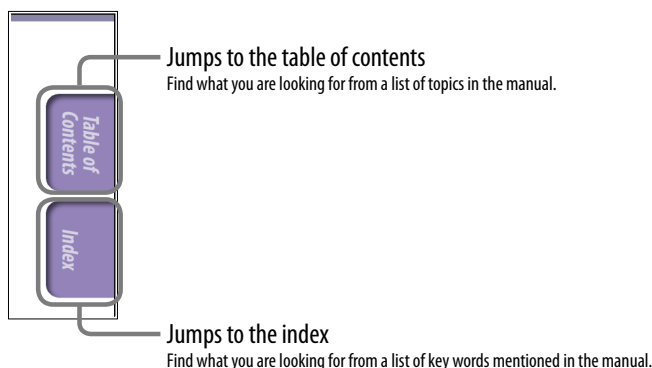 Jumps to the table of contents
Find what you are looking for from a list of topics in the manual.
Table of
Contents
Index
Jumps to the index
Find what you are looking for from a list of key words mentioned in the manual.